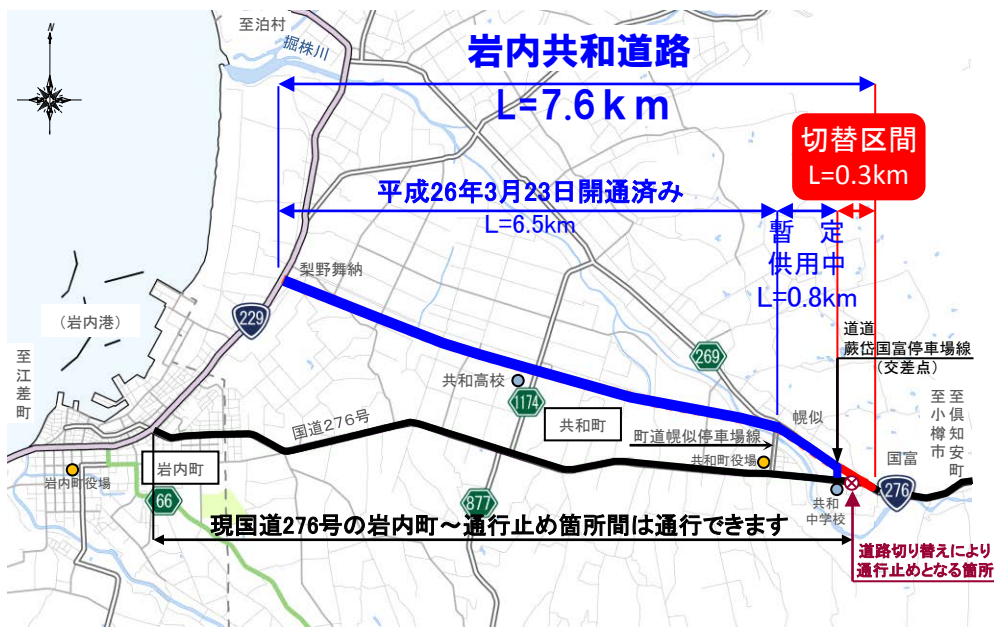 至泊村
N
掘株川
岩内共和道路
L=7.6km
切替区間
L=0.3km
平成26年3月23日開通済み
L=6.5km
暫定
供用中
L=0.8km
梨野舞納
229
(岩内港)
至江差町
道道
蕨岱国富停車場線
(交差点)
269
共和高校
1174
共和町
国道276号
町道幌似停車場線
幌似
共和町役場
国富
至小樽市
至倶知安町
276
岩内町
岩内町役場
66
877
共和
中学校
現国道276号の岩内町～通行止め箇所間は通行できます
道路切り替えにより
通行止めとなる箇所